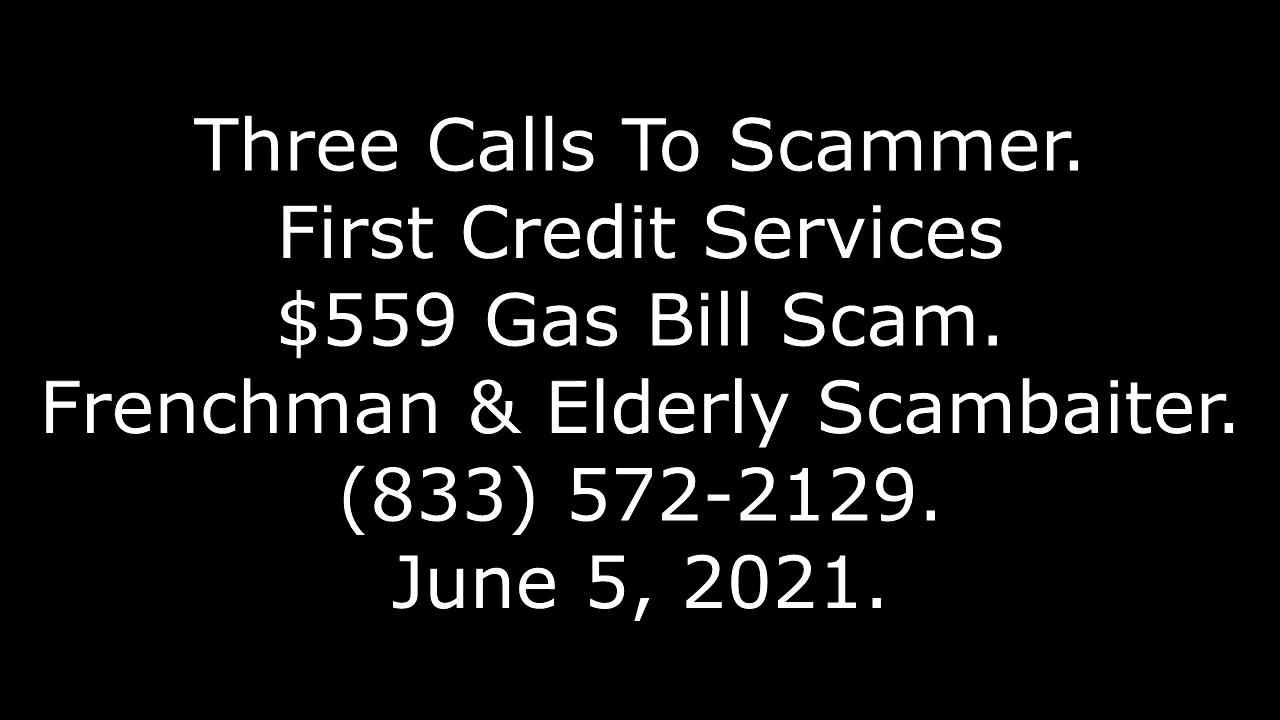 Three Calls To Scammer.
First Credit Services
$559 Gas Bill Scam.
Frenchman & Elderly Scambaiter.
(833) 572-2129.
June 5, 2021.